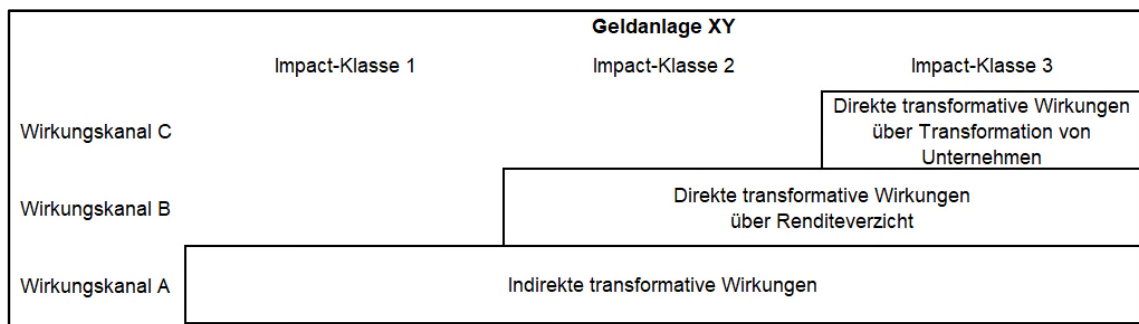 Geldanlage XY
Impact-Klasse 1 Impact-Klasse 2 Impact-Klasse 3
Wirkungskanal C
Direkte transformative Wirkungen
über Transformation von
Unternehmen
Wirkungskanal B
Direkte transformative Wirkungen
über Renditeverzicht
Wirkungskanal A
Indirekte transformative Wirkungen